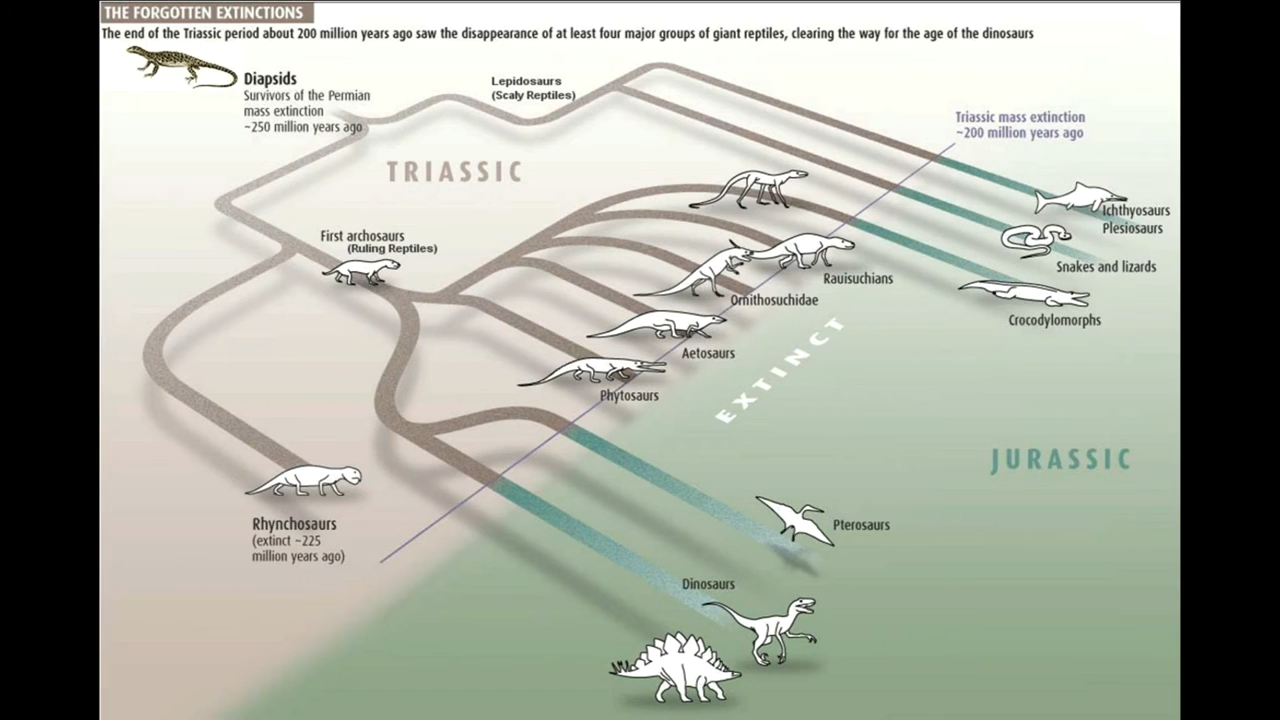 THE FORGOTTEN EXTINCTIONS
The end of the Triassic period about 200 million years ago saw the disappearance of at least four major groups of giant reptiles, clearing the way for the age of the dinosaurs
Diapsids
Survivors of the Permian
mass extinction
~250 million years ago
Lepidosaurs
(Scaly Reptiles)
Triassic mass extinction
~200 million years ago
TRIASSIC
Ichthyosaurs
Plesiosaurs
First archosaurs
(Ruling Reptiles)
Snakes and lizards
Rauisuchians
Ornithosuchidae
Crocodylomorphs
Aetosaurs
EXTINCT
Phytosaurs
JURASSIC
Rhynchosaurs
(extinct ~225
million years ago)
Pterosaurs
Dinosaurs